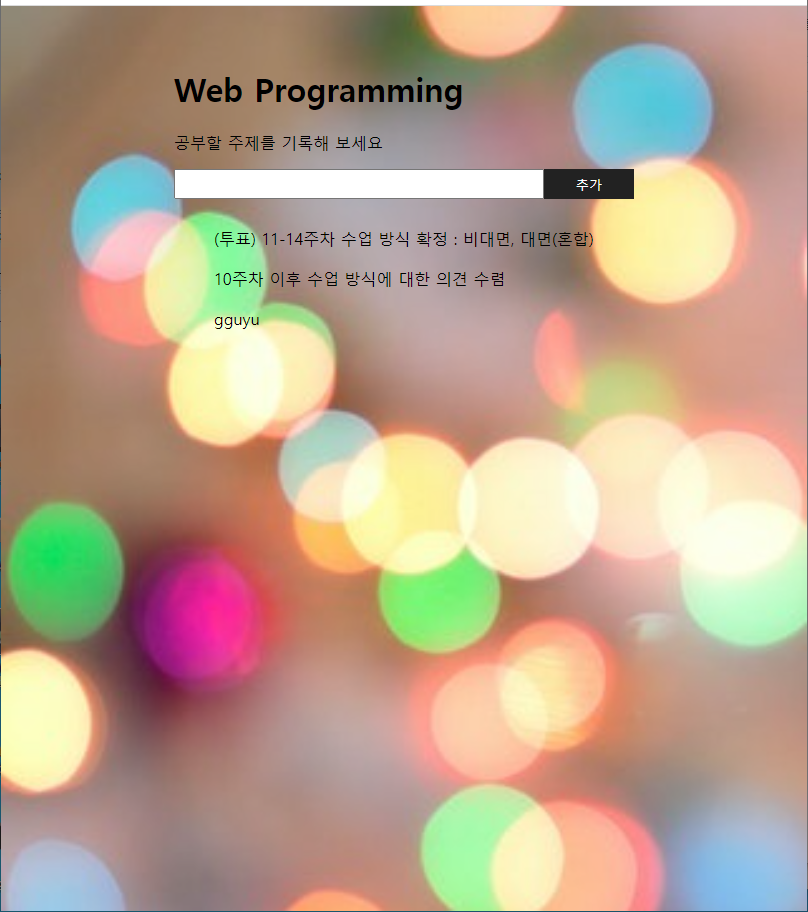 Web Programming
공부할 주제를 기록해 보세요
추가
(투표) 11-14주차 수업 방식 확정 : 비대면, 대면(혼합)
10주차 이후 수업 방식에 대한 의견 수렴
gguyu